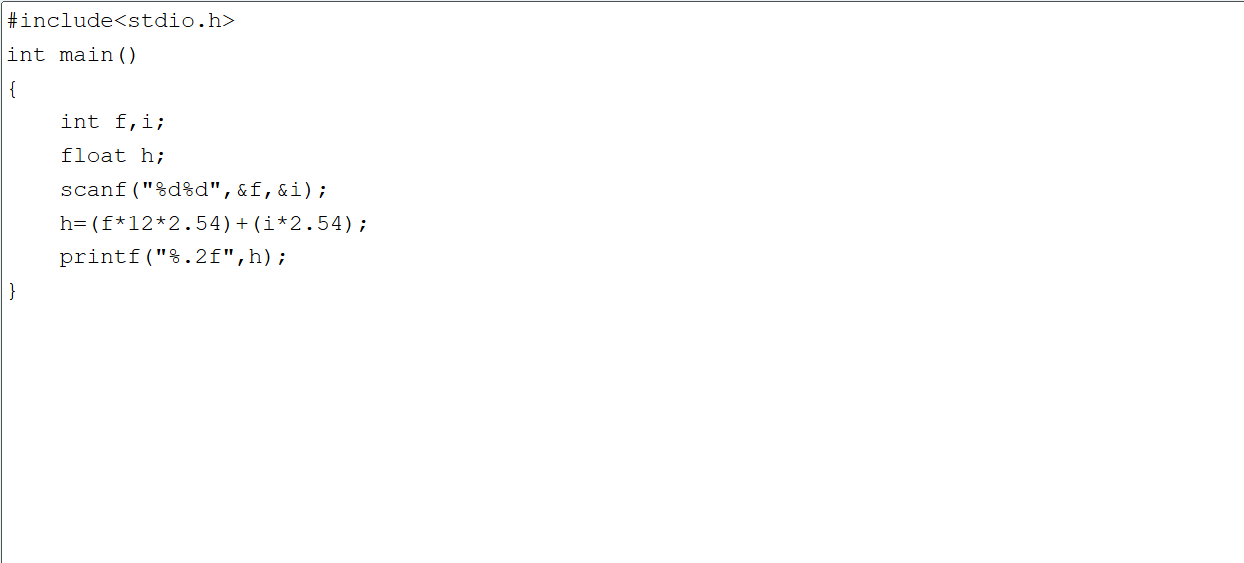 #include<stdio.h>
int main()
{
    int f,i;
    float h;
    scanf("%d%d",&f,&i);
    h=(f*12*2.54)+(i*2.54);
    printf("%.2f",h);
}